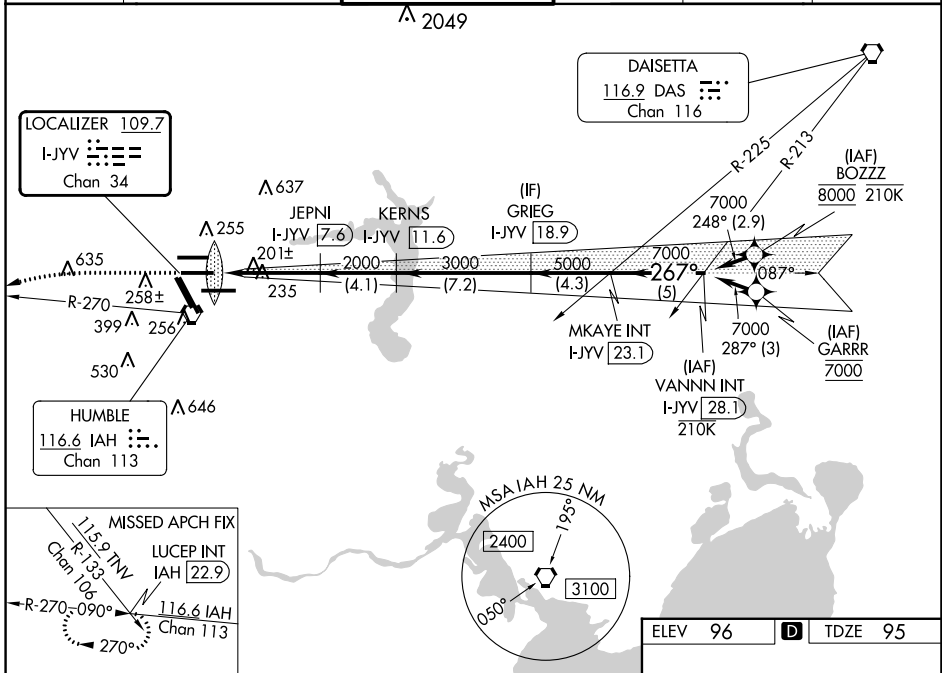 2049
DAISETTA
116.9 DAS
Chan 116
LOCALIZER 109.7
I-JYV
Chan 34
R-225
R-213
(IAF)
BOZZZ
8000 210K
637
255
JEPNI
I-JYV 7.6
KERNS
I-JYV 11.6
(IF)
GRIEG
I-JYV 18.9
7000
248° (2.9)
201±
235
2000
(4.1)
3000
(7.2)
5000
(4.3)
7000
267°
(5)
087°
635
258±
R-270
399
256
530
646
MKAYE INT
I-JYV 23.1
7000
287° (3)
(IAF)
GARRR
7000
(IAF)
VANNN INT
I-JYV 28.1
210K
HUMBLE
116.6 IAH
Chan 113
MISSED APCH FIX
115.9 TNV
R-133
Chan 106
LUCEP INT
IAH 22.9
R-270
090°
116.6 IAH
Chan 113
270°
MSA IAH 25 NM
195°
2400
3100
050°
ELEV 96 D TDZE 95